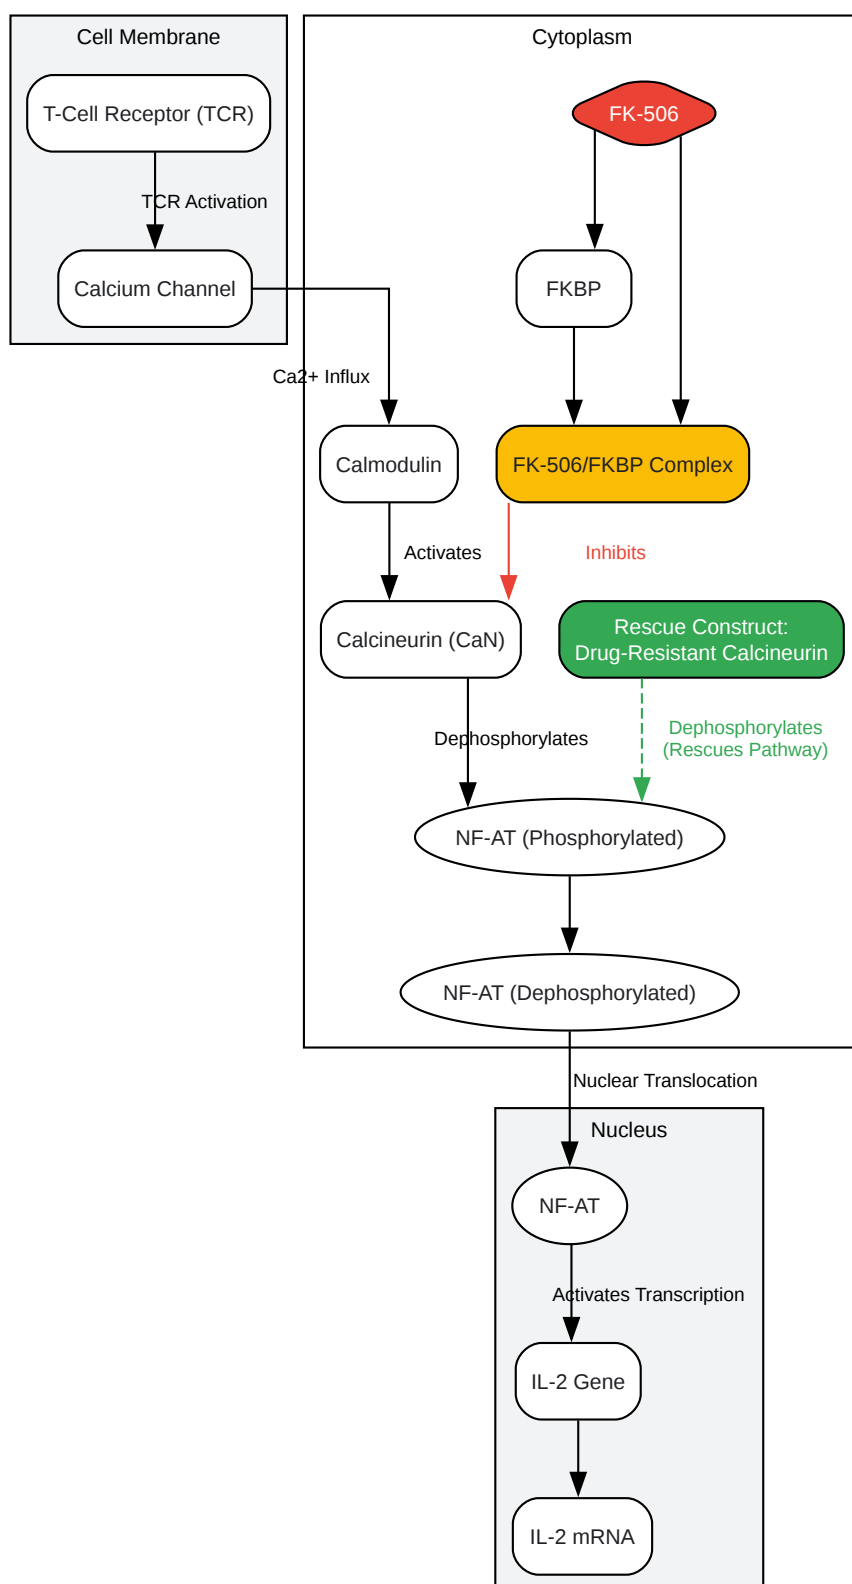 Cell Membrane
Cytoplasm
T-Cell Receptor (TCR)
FK-506
TCR Activation
Calcium Channel
FKBP
Ca2+ Influx
Calmodulin
FK-506/FKBP Complex
Activates
Inhibits
Calcineurin (CaN)
Rescue Construct:
Drug-Resistant Calcineurin
Dephosphorylates
Dephosphorylates
(Rescues Pathway)
NF-AT (Phosphorylated)
NF-AT (Dephosphorylated)
Nuclear Translocation
Nucleus
NF-AT
Activates Transcription
IL-2 Gene
IL-2 mRNA